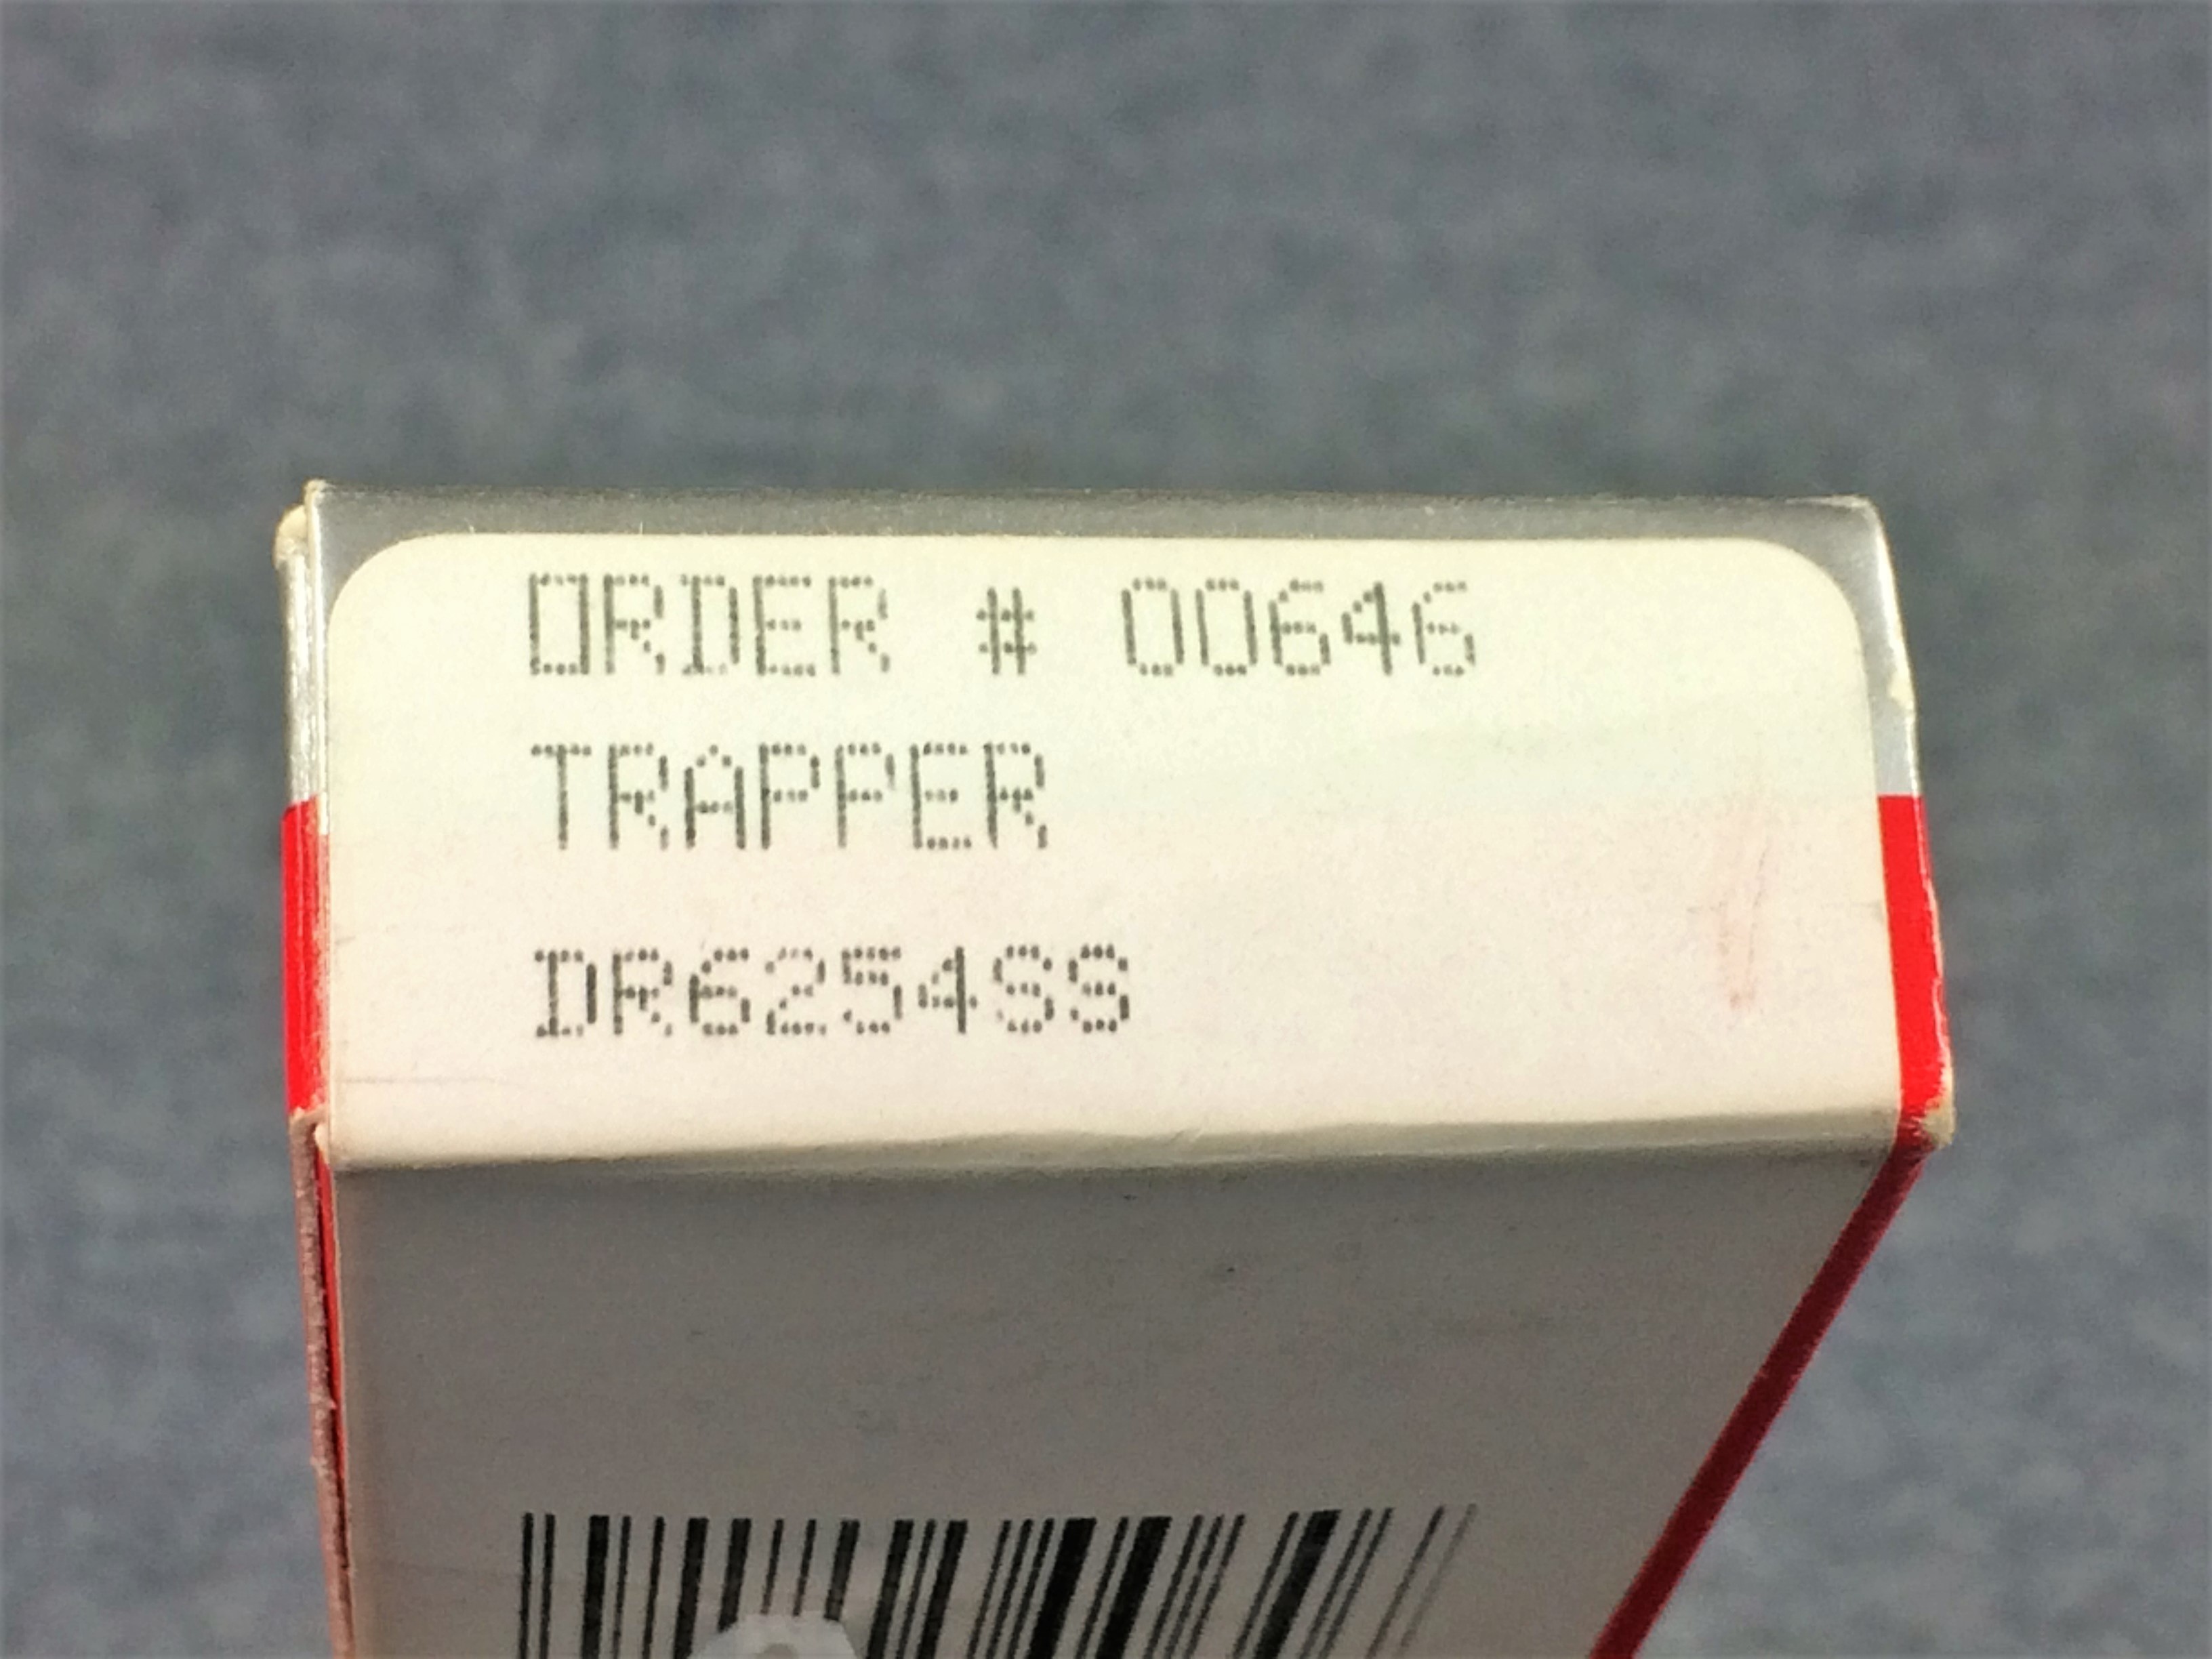 ORDER # 00646
TRAPPER
DR6254SS